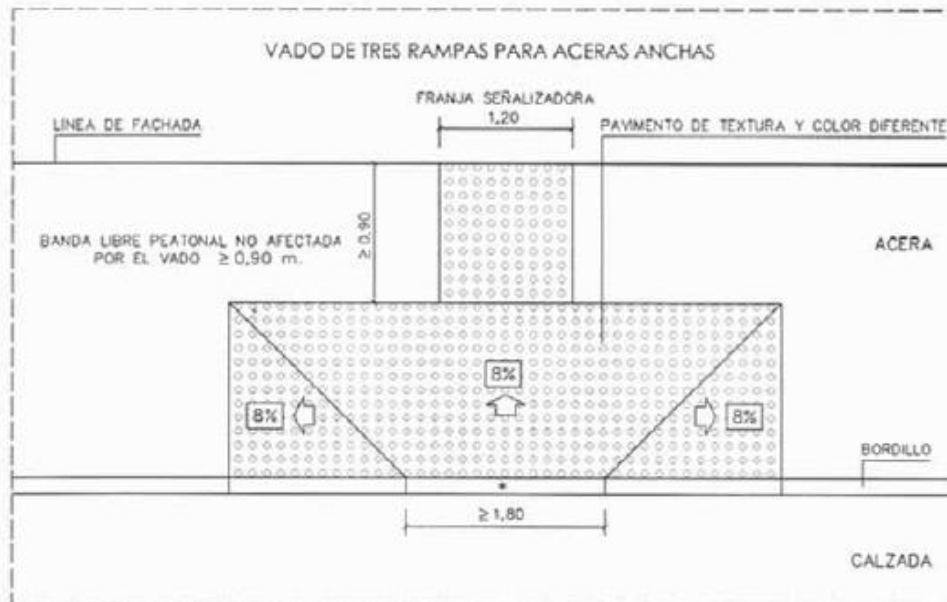 VADO DE TRES RAMPAS PARA ACERAS ANCHAS
FRANJA SEÑALIZADORA
1,20
LINEA DE FACHADA
PAVIMENTO DE TEXTURA Y COLOR DIFERENTE
≥0,90
BANDA LIBRE PEATONAL NO AFECTADA
POR EL VADO ≥0,90 m.
ACERA
8%
8%
8%
BORDILLO
*
≥1,80
CALZADA